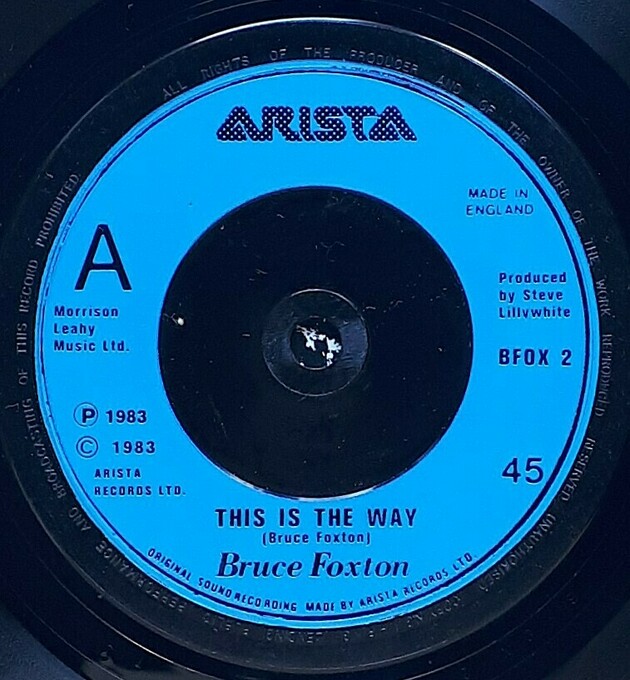 ALL RIGHTS OF THE PRODUCER AND OF THE OWNER OF THE WORK REPRODUCED RESERVED UNAUTHORISED
PERFORMANCE AND BROADCASTING OF THIS RECORD PROHIBITED
ARISTA
MADE IN
ENGLAND
A
Morrison
Leahy
Music Ltd.
Produced
by Steve
Lillywhite
BFOX 2
Ⓟ 1983
© 1983
ARISTA
RECORDS LTD.
45
THIS IS THE WAY
(Bruce Foxton)
Bruce Foxton
ORIGINAL SOUND RECORDING MADE BY ARISTA RECORDS LTD.